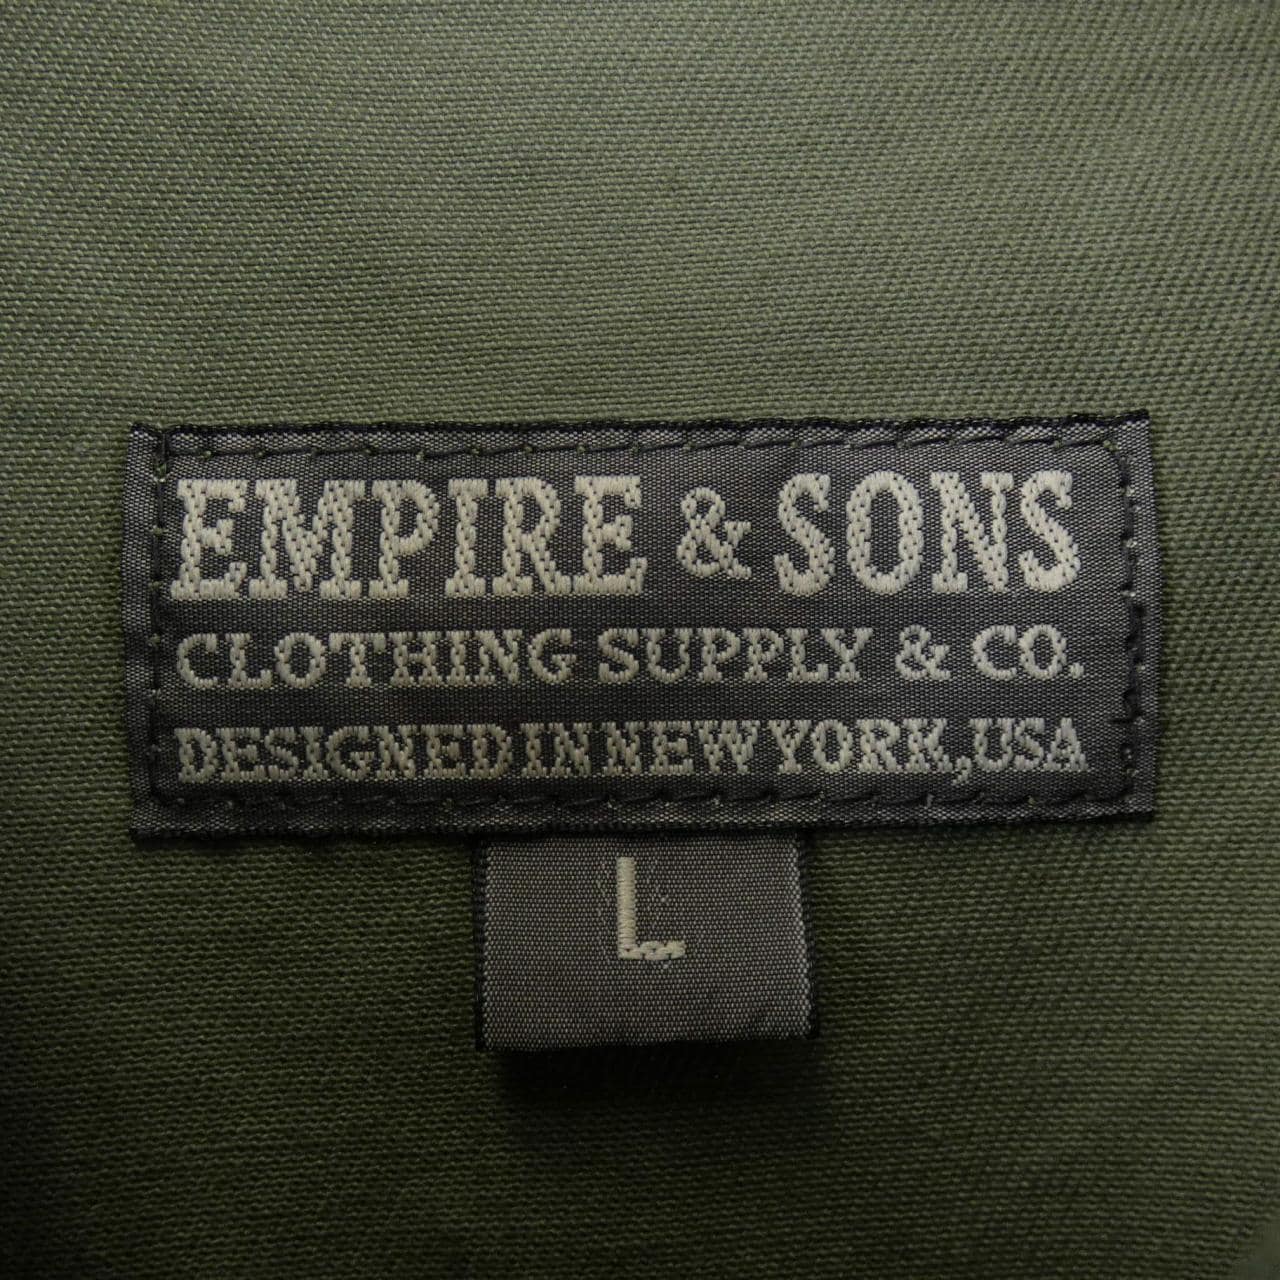 EMPIRE & SONS
CLOTHING SUPPLY & CO.
DESIGNED IN NEW YORK, USA
L